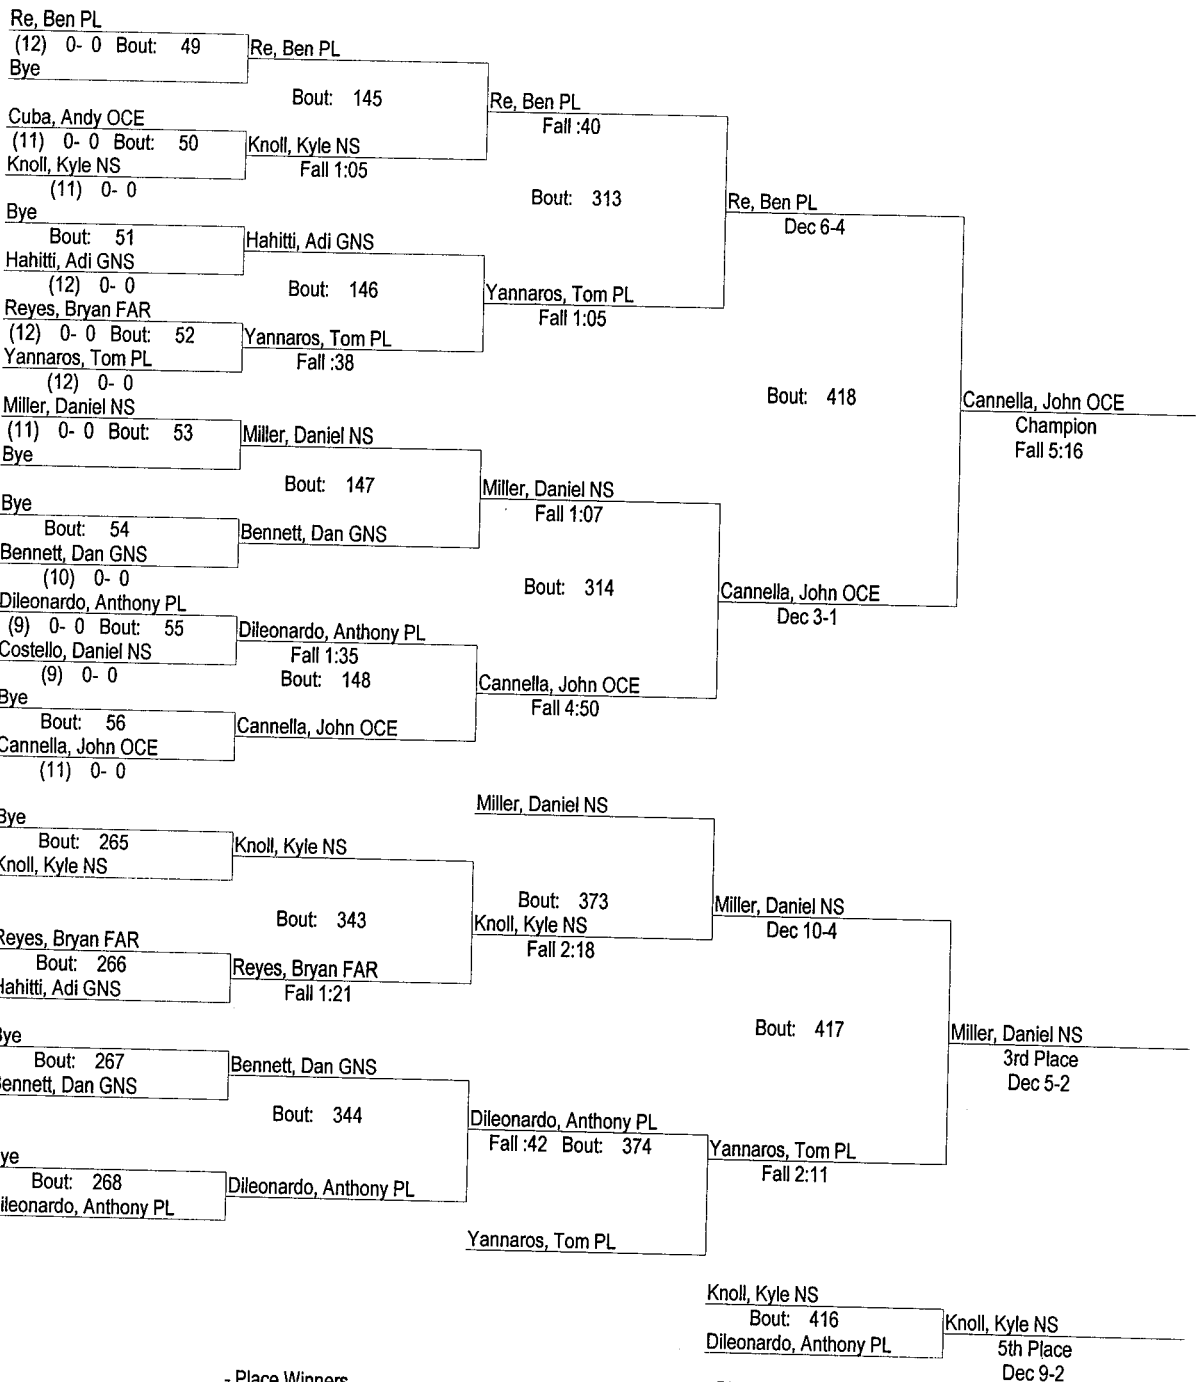 Re, Ben PL
(12) 0- 0 Bout: 49
Bye
Re, Ben PL
Bout: 145
Cuba, Andy OCE
(11) 0- 0 Bout: 50
Knoll, Kyle NS
(11) 0- 0
Knoll, Kyle NS
Fall 1:05
Re, Ben PL
Fall :40
Bout: 313
Bye
Bout: 51
Hahitti, Adi GNS
(12) 0- 0
Hahitti, Adi GNS
Bout: 146
Reyes, Bryan FAR
(12) 0- 0 Bout: 52
Yannaros, Tom PL
(12) 0- 0
Yannaros, Tom PL
Fall :38
Yannaros, Tom PL
Fall 1:05
Re, Ben PL
Dec 6-4
Bout: 418
Cannella, John OCE
Champion
Fall 5:16
Miller, Daniel NS
(11) 0- 0 Bout: 53
Bye
Miller, Daniel NS
Bout: 147
Bye
Bout: 54
Bennett, Dan GNS
(10) 0- 0
Bennett, Dan GNS
Miller, Daniel NS
Fall 1:07
Bout: 314
Dileonardo, Anthony PL
(9) 0- 0 Bout: 55
Costello, Daniel NS
(9) 0- 0
Dileonardo, Anthony PL
Fall 1:35
Bout: 148
Bye
Bout: 56
Cannella, John OCE
(11) 0- 0
Cannella, John OCE
Cannella, John OCE
Fall 4:50
Cannella, John OCE
Dec 3-1
Miller, Daniel NS
Bye
Bout: 265
Knoll, Kyle NS
Knoll, Kyle NS
Bout: 343
Reyes, Bryan FAR
Bout: 266
Hahitti, Adi GNS
Reyes, Bryan FAR
Fall 1:21
Bout: 373
Knoll, Kyle NS
Fall 2:18
Miller, Daniel NS
Dec 10-4
Bout: 417
Miller, Daniel NS
3rd Place
Dec 5-2
Bye
Bout: 267
Bennett, Dan GNS
Bennett, Dan GNS
Bout: 344
ye
Bout: 268
ileonardo, Anthony PL
Dileonardo, Anthony PL
Dileonardo, Anthony PL
Fall :42 Bout: 374
Yannaros, Tom PL
Yannaros, Tom PL
Fall 2:11
Knoll, Kyle NS
Bout: 416
Dileonardo, Anthony PL
Knoll, Kyle NS
5th Place
Dec 9-2
- Place Winners